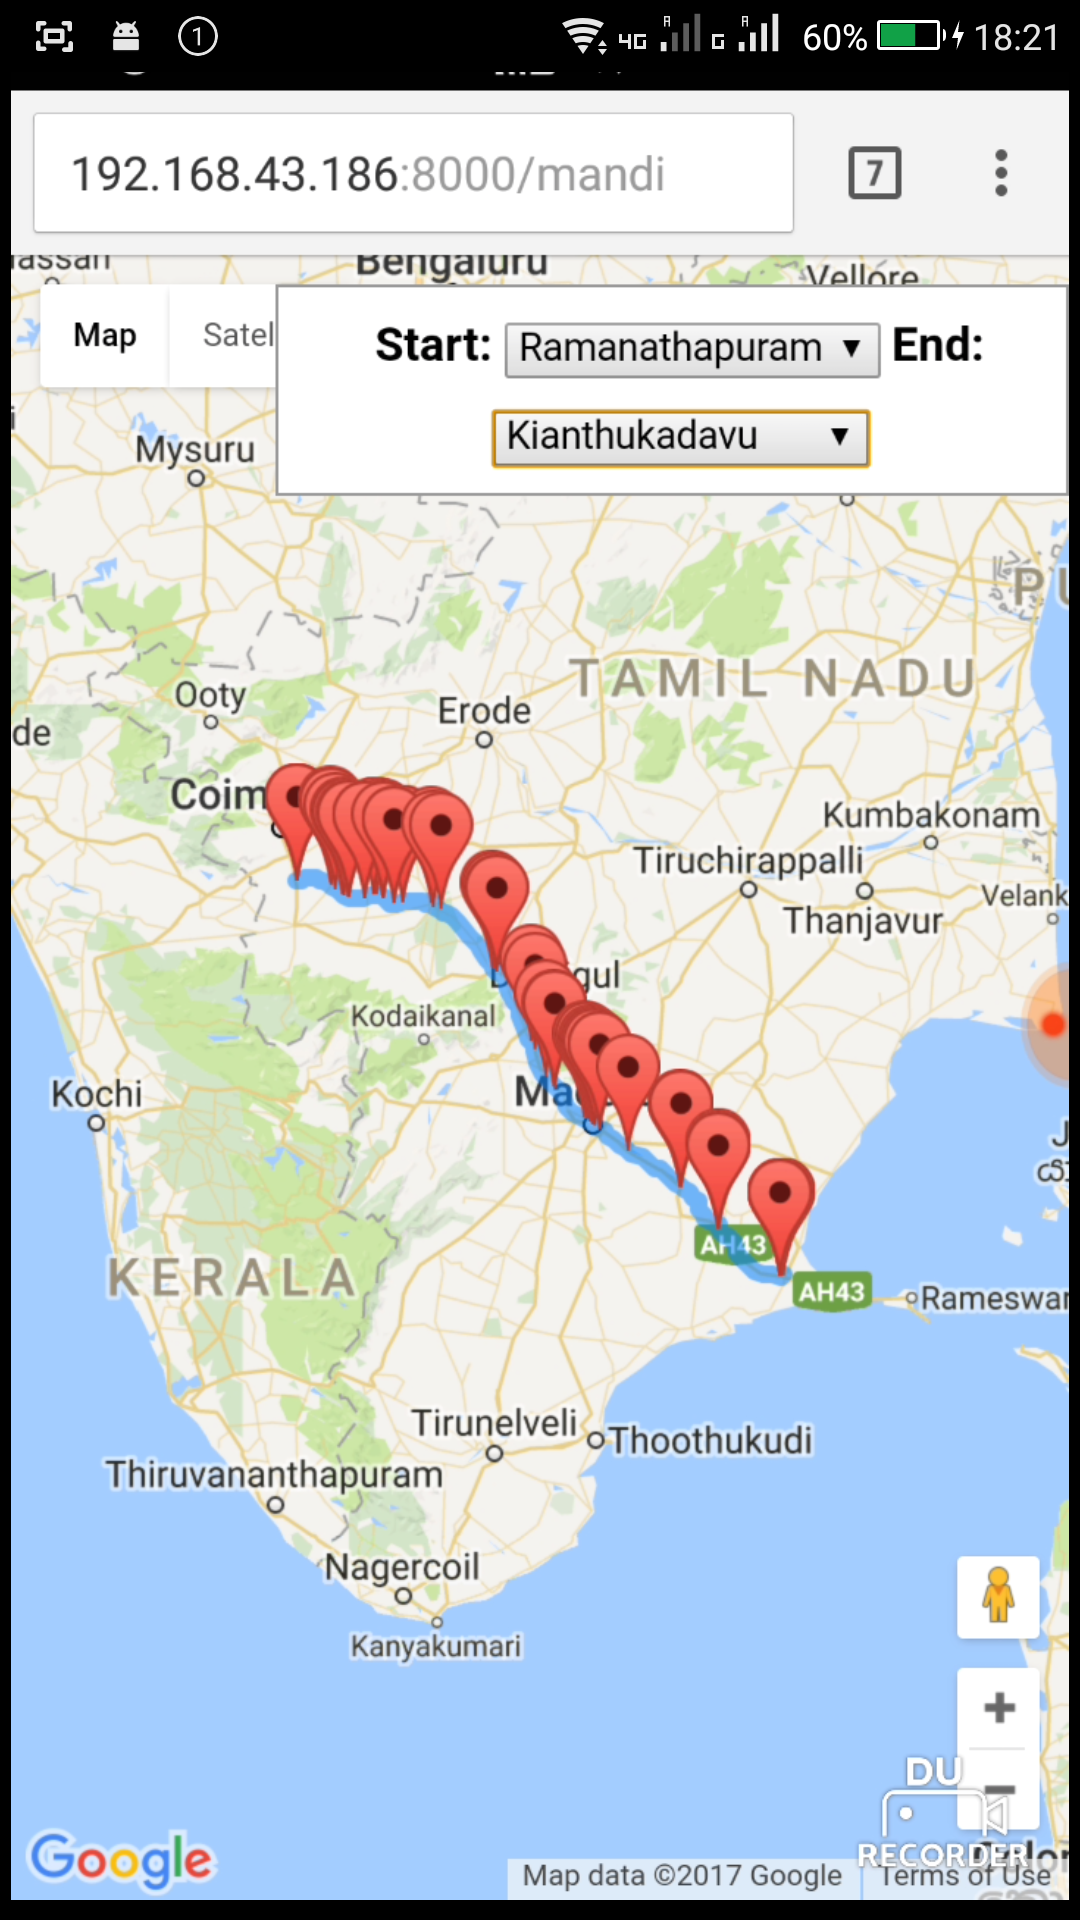 1 4G R G R 60% 18:21
192.168.43.186:8000/mandi 7
Bengaluru
Vellore
Map Satel Start: Ramanathapuram ▼ End:
Kianthukadavu ▼
Mysuru
TAMIL NADU
Ooty
Erode
de
Coim
Kumbakonam
Tiruchirappalli
Velank
Thanjavur
gul
Kodaikanal
Kochi
Ma
AH43
KERALA
AH43
Rameswar
Tirunelveli
Thoothukudi
Thiruvananthapuram
Nagercoil
Kanyakumari
+
−
DU
RECORDER
Google
Map data ©2017 Google Terms of Use